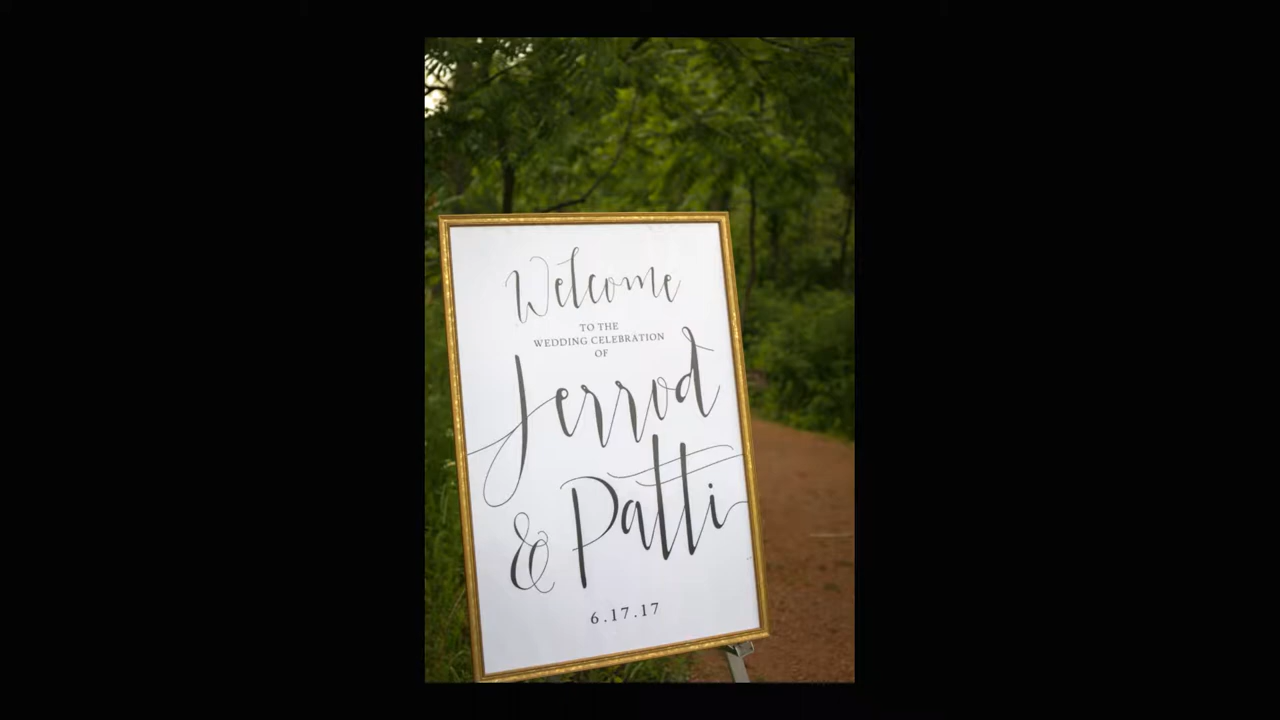 Welcome
TO THE
WEDDING CELEBRATION
OF
Jerrod
& Patti
6.17.17